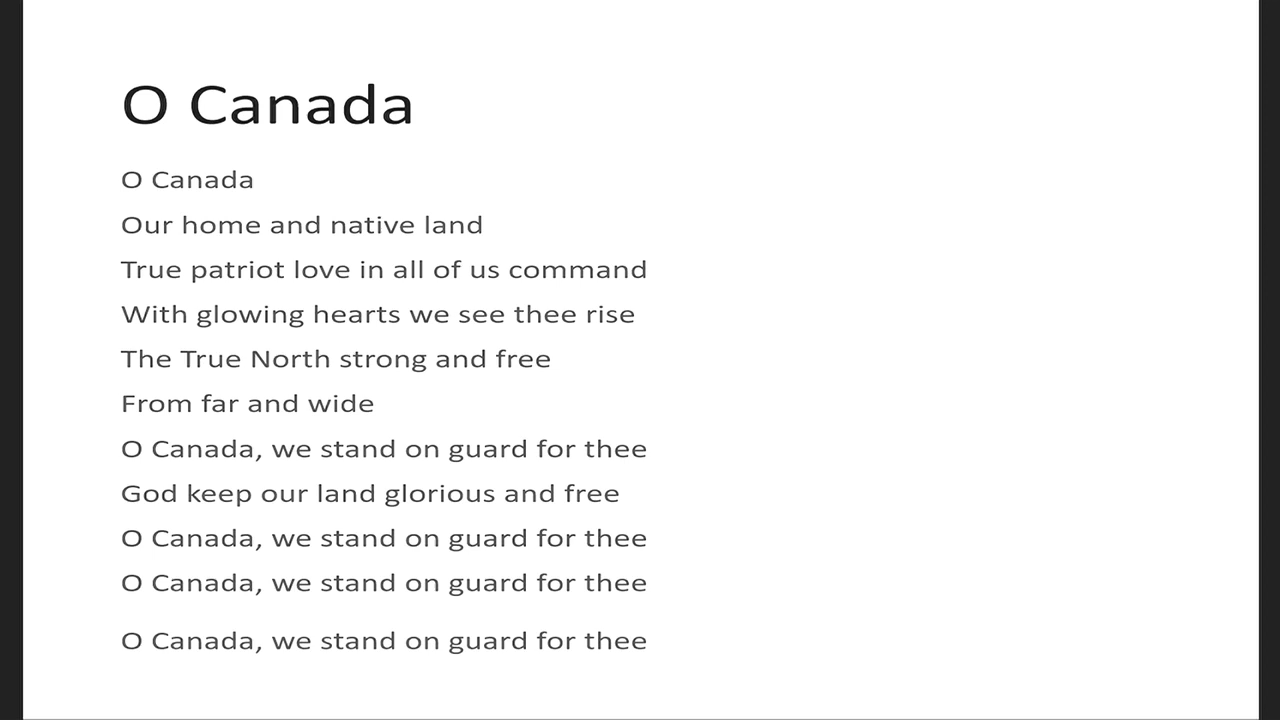 O Canada
O Canada
Our home and native land
True patriot love in all of us command
With glowing hearts we see thee rise
The True North strong and free
From far and wide
O Canada, we stand on guard for thee
God keep our land glorious and free
O Canada, we stand on guard for thee
O Canada, we stand on guard for thee
O Canada, we stand on guard for thee